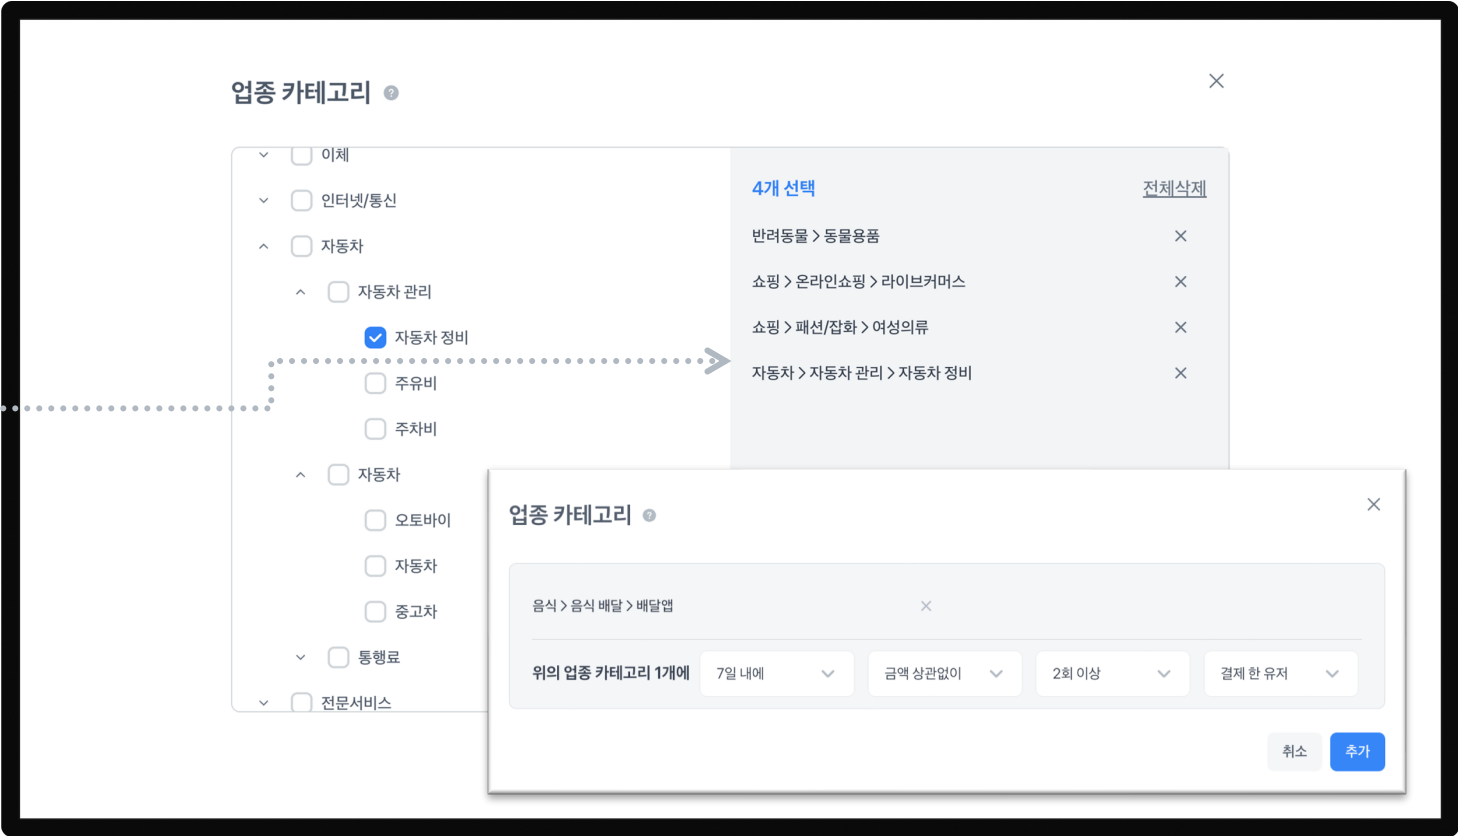 업종 카테고리 ?
이체
인터넷/통신
자동차
자동차 관리
자동차 정비
주유비
주차비
자동차
오토바이
자동차
중고차
통행료
전문서비스
4개 선택 전체삭제
반려동물 > 동물용품
쇼핑 > 온라인쇼핑 > 라이브커머스
쇼핑 > 패션/잡화 > 여성의류
자동차 > 자동차 관리 > 자동차 정비
업종 카테고리 ?
음식 > 음식 배달 > 배달앱
위의 업종 카테고리 1개에 7일 내에 금액 상관없이 2회 이상 결제 한 유저
취소 추가